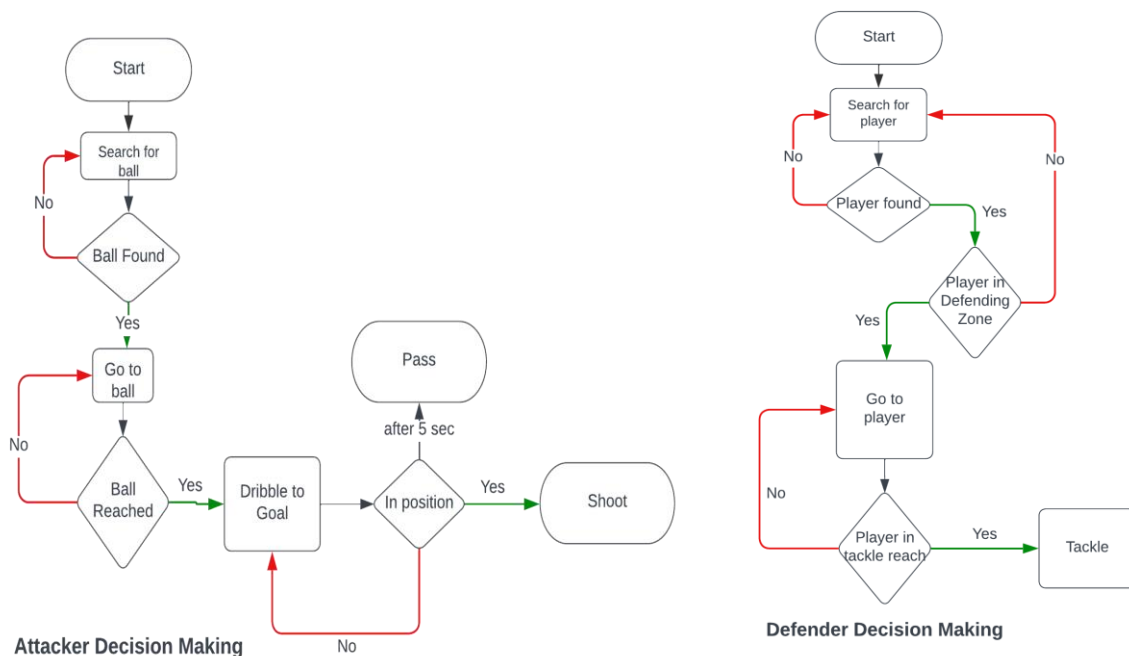 Start
Search for
ball
No
Ball Found
Yes
Go to
ball
No
Ball
Reached
Yes
Dribble to
Goal
Pass
after 5 sec
In position
Yes
Shoot
No
Attacker Decision Making
Start
Search for
player
No
No
Player found
Yes
Player in
Defending
Zone
Yes
Go to
player
No
Player in
tackle reach
Yes
Tackle
Defender Decision Making